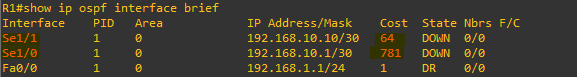 R1#show ip ospf interface brief
Interface PID Area IP Address/Mask Cost State Nbrs F/C
Se1/1 1 0 192.168.10.10/30 64 DOWN 0/0
Se1/0 1 0 192.168.10.1/30 781 DOWN 0/0
Fa0/0 1 0 192.168.1.1/24 1 DR 0/0